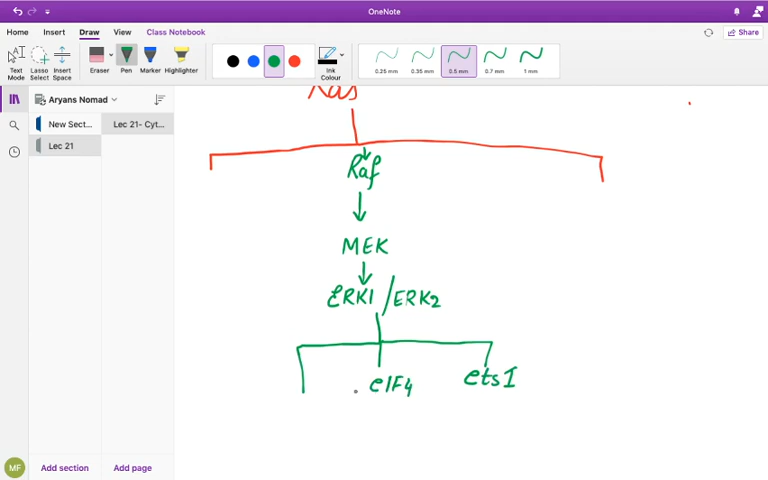 OneNote
Home Insert Draw View Class Notebook
Share
Text Mode
Lasso Select
Insert Space
Eraser
Pen
Marker
Highlighter
Ink Colour
0.25 mm
0.35 mm
0.5 mm
0.7 mm
1 mm
Aryans Nomad
New Sect...
Lec 21- Cyt...
Lec 21
Ras
Raf
MEK
ERK1 / ERK2
eIF4
ets1
MF
Add section
Add page